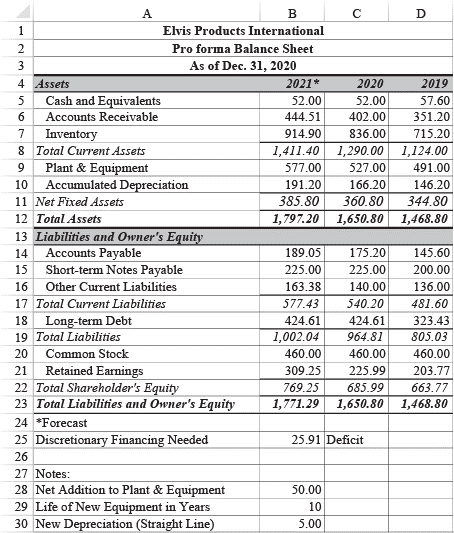 A B C D
1 Elvis Products International
2 Pro forma Balance Sheet
3 As of Dec. 31, 2020
4 Assets 2021* 2020 2019
5 Cash and Equivalents 52.00 52.00 57.60
6 Accounts Receivable 444.51 402.00 351.20
7 Inventory 914.90 836.00 715.20
8 Total Current Assets 1,411.40 1,290.00 1,124.00
9 Plant & Equipment 577.00 527.00 491.00
10 Accumulated Depreciation 191.20 166.20 146.20
11 Net Fixed Assets 385.80 360.80 344.80
12 Total Assets 1,797.20 1,650.80 1,468.80
13 Liabilities and Owner's Equity
14 Accounts Payable 189.05 175.20 145.60
15 Short-term Notes Payable 225.00 225.00 200.00
16 Other Current Liabilities 163.38 140.00 136.00
17 Total Current Liabilities 577.43 540.20 481.60
18 Long-term Debt 424.61 424.61 323.43
19 Total Liabilities 1,002.04 964.81 805.03
20 Common Stock 460.00 460.00 460.00
21 Retained Earnings 309.25 225.99 203.77
22 Total Shareholder's Equity 769.25 685.99 663.77
23 Total Liabilities and Owner's Equity 1,771.29 1,650.80 1,468.80
24 *Forecast
25 Discretionary Financing Needed 25.91 Deficit
26
27 Notes:
28 Net Addition to Plant & Equipment 50.00
29 Life of New Equipment in Years 10
30 New Depreciation (Straight Line) 5.00